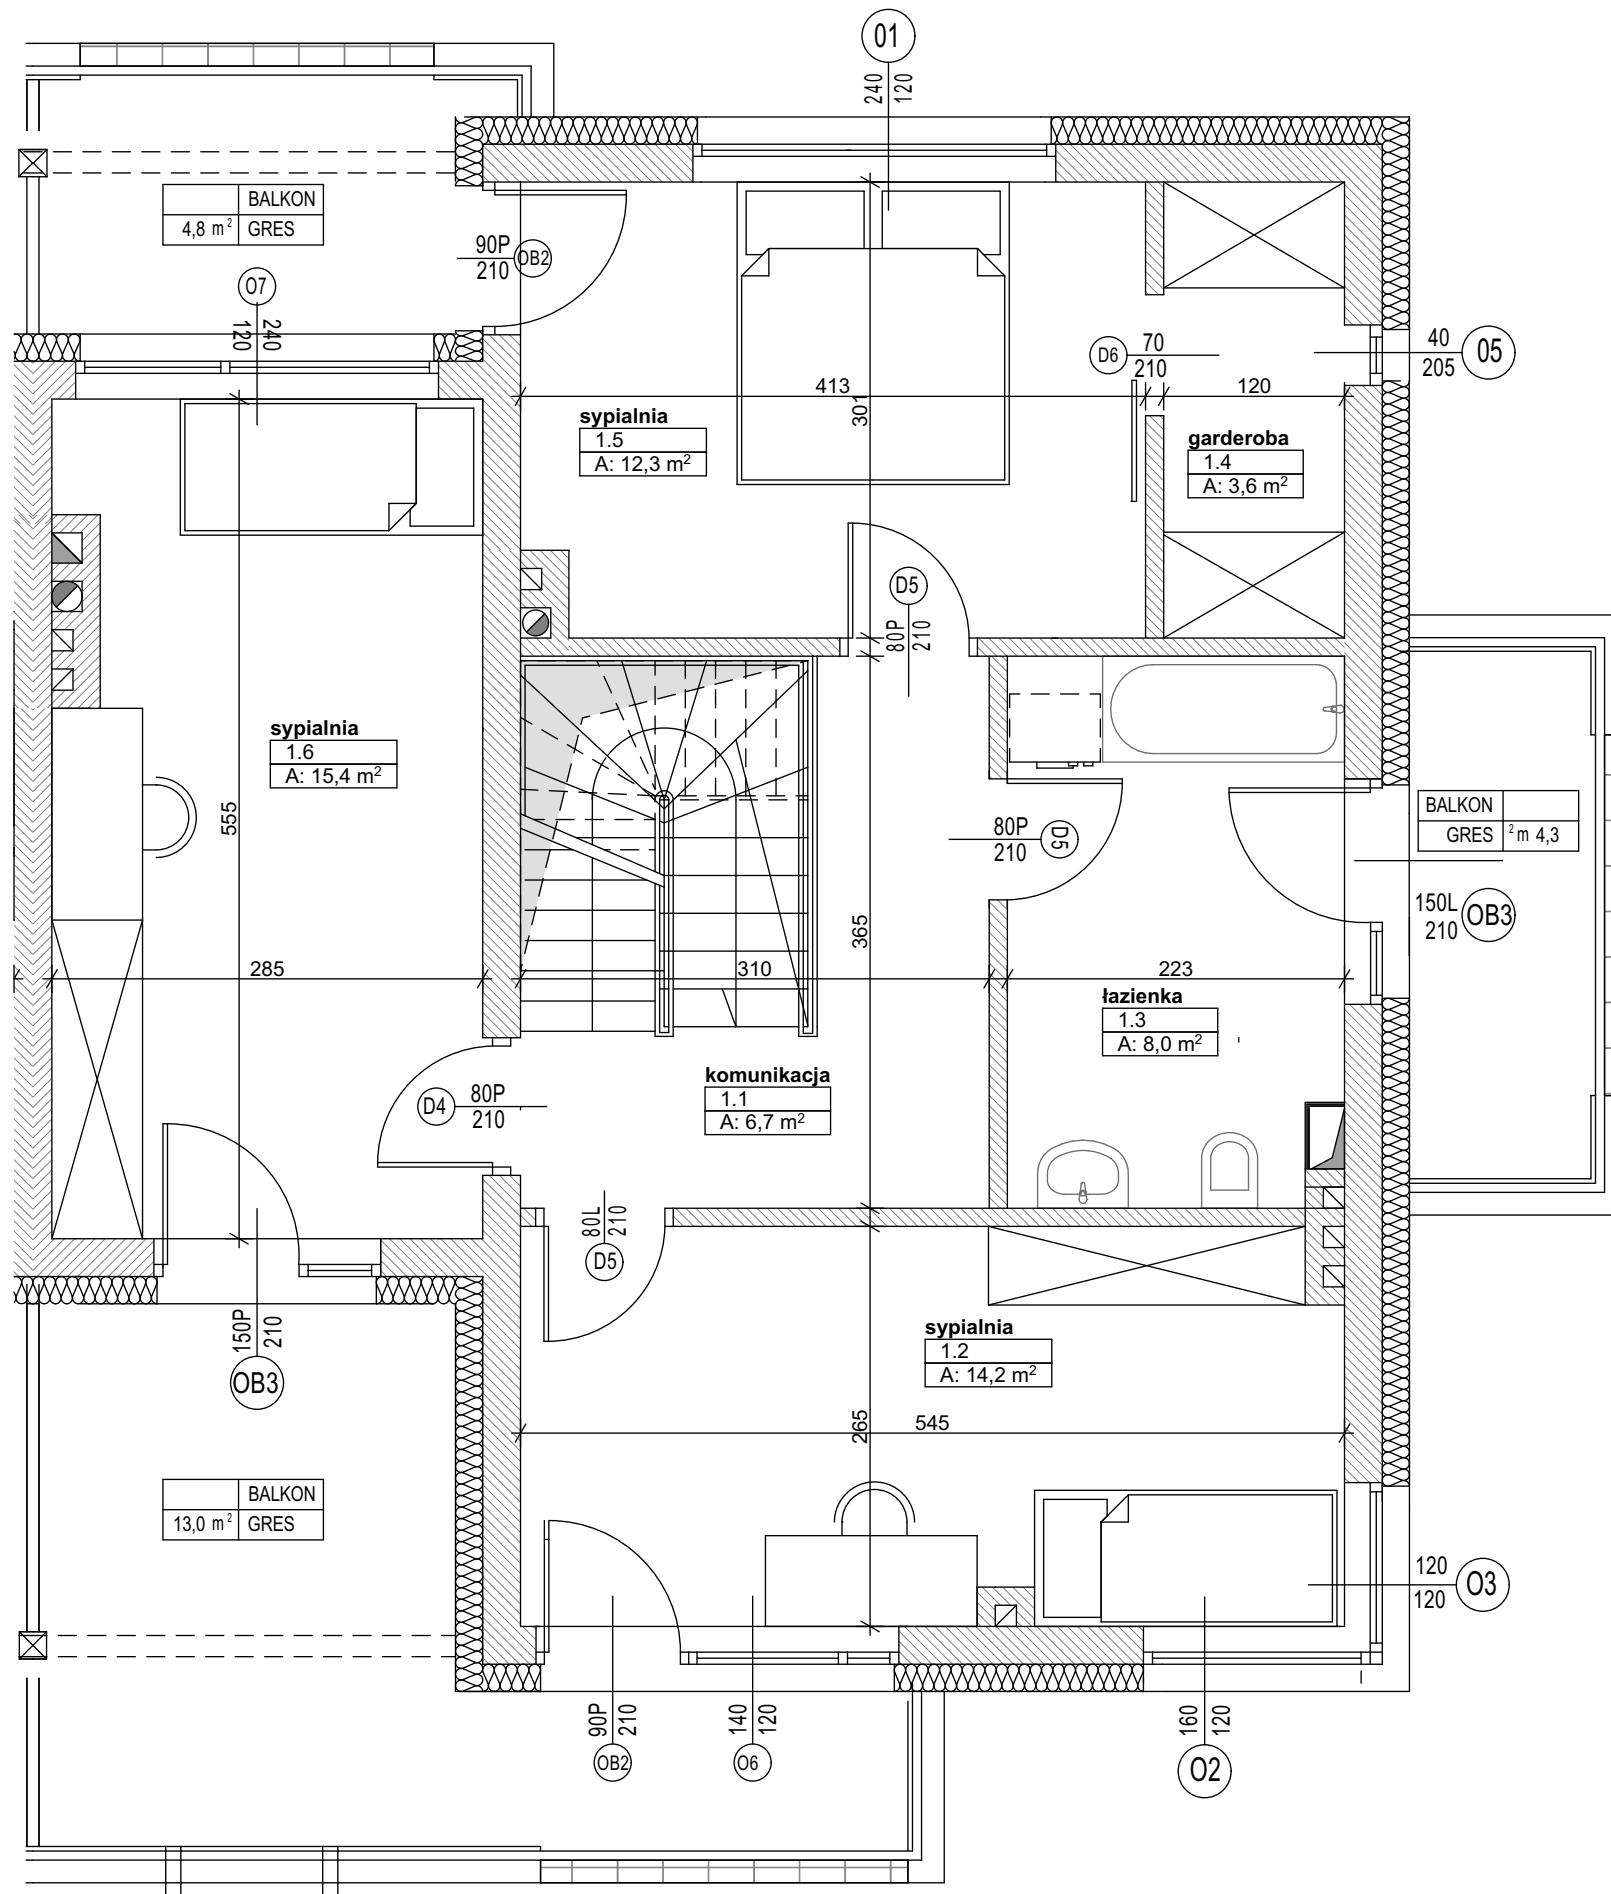 01
240
120
BALKON
4,8 m² GRES
90P
210
OB2
O7
240
120
D6
70
210
40
205
05
413
301
120
sypialnia
1.5
A: 12,3 m²
garderoba
1.4
A: 3,6 m²
D5
80P
210
sypialnia
1.6
A: 15,4 m²
555
80P
210
D5
BALKON
GRES ² m 4,3
150L
210
OB3
365
285
310
223
łazienka
1.3
A: 8,0 m²
komunikacja
1.1
A: 6,7 m²
D4
80P
210
80L
210
D5
150P
210
OB3
sypialnia
1.2
A: 14,2 m²
265
545
BALKON
13,0 m² GRES
120
120
O3
90P
210
OB2
140
120
O6
160
120
O2